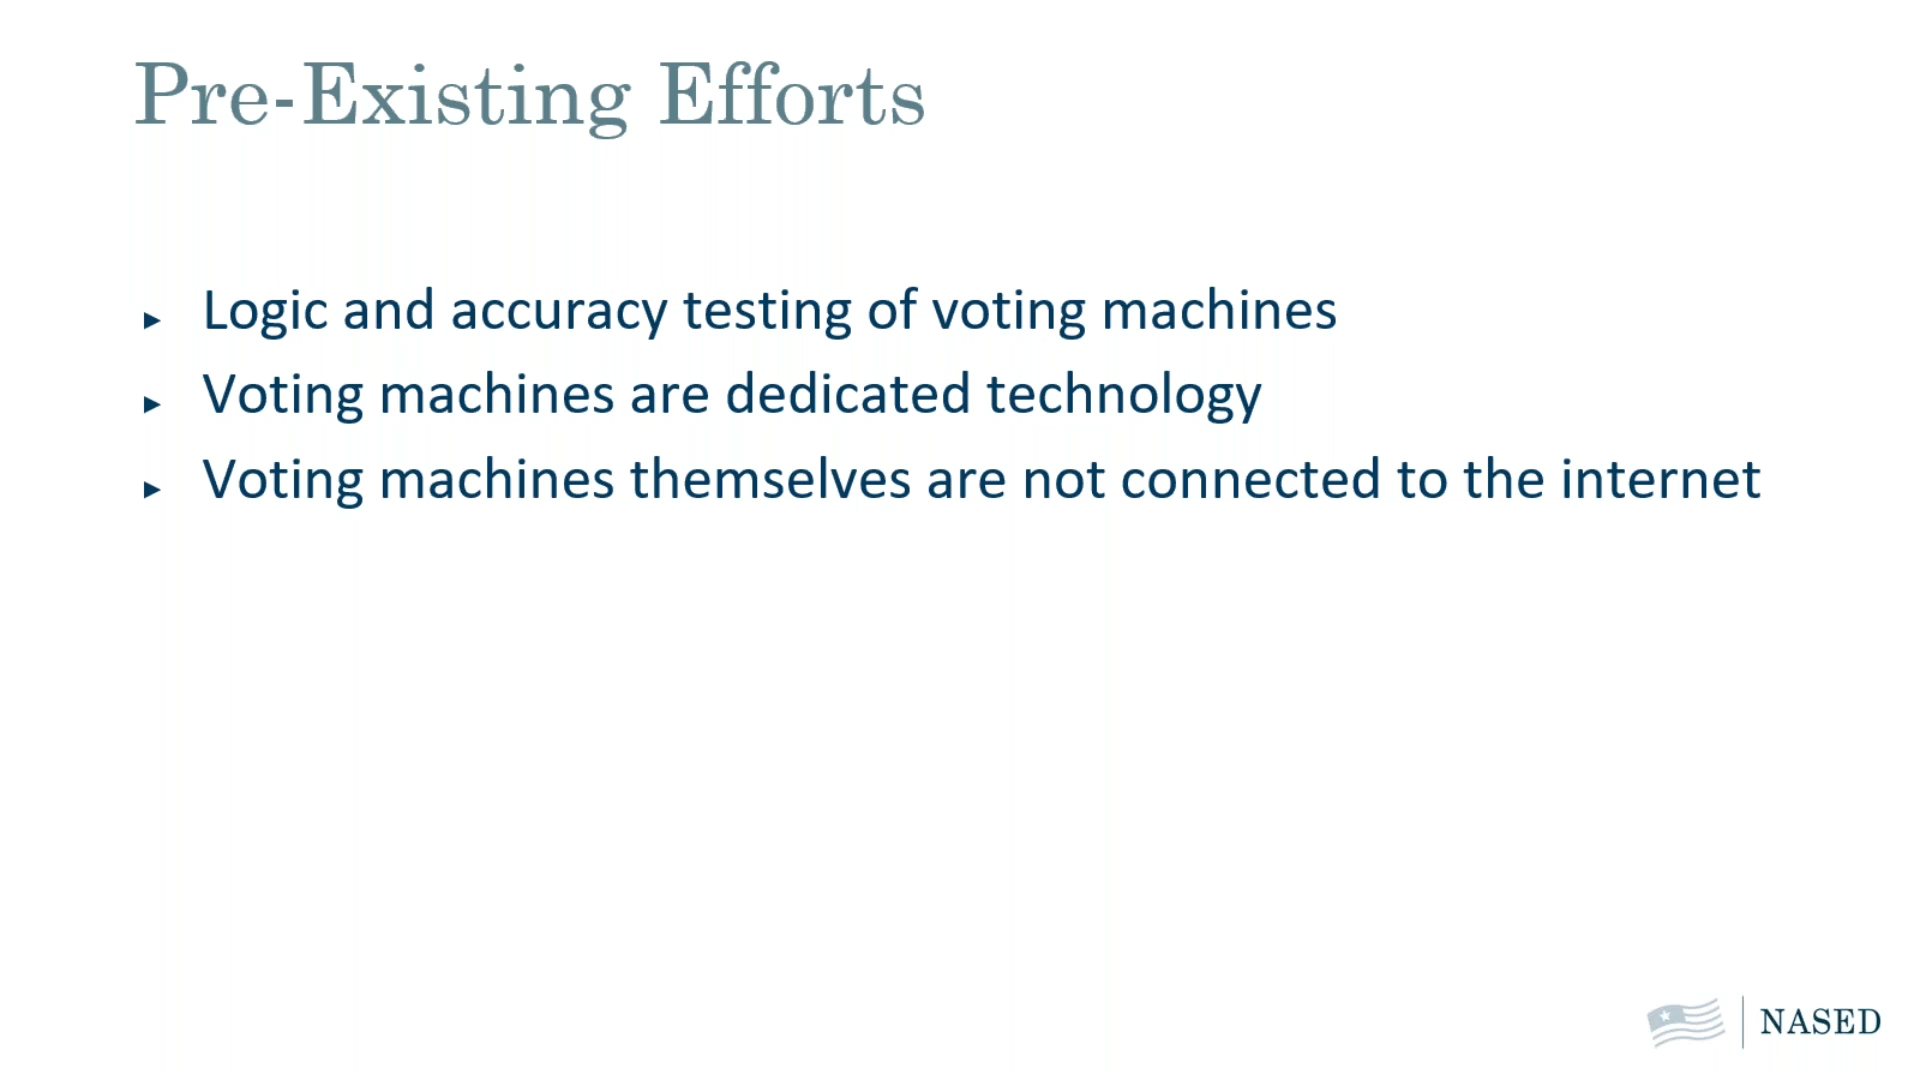 Pre-Existing Efforts
► Logic and accuracy testing of voting machines
► Voting machines are dedicated technology
► Voting machines themselves are not connected to the internet
NASED